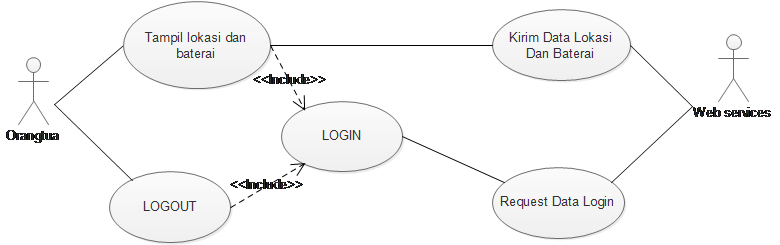 Tampil lokasi dan
baterai
Kirim Data Lokasi
Dan Baterai
<<Include>>
Orangtua
Web services
LOGIN
<<Include>>
LOGOUT
Request Data Login